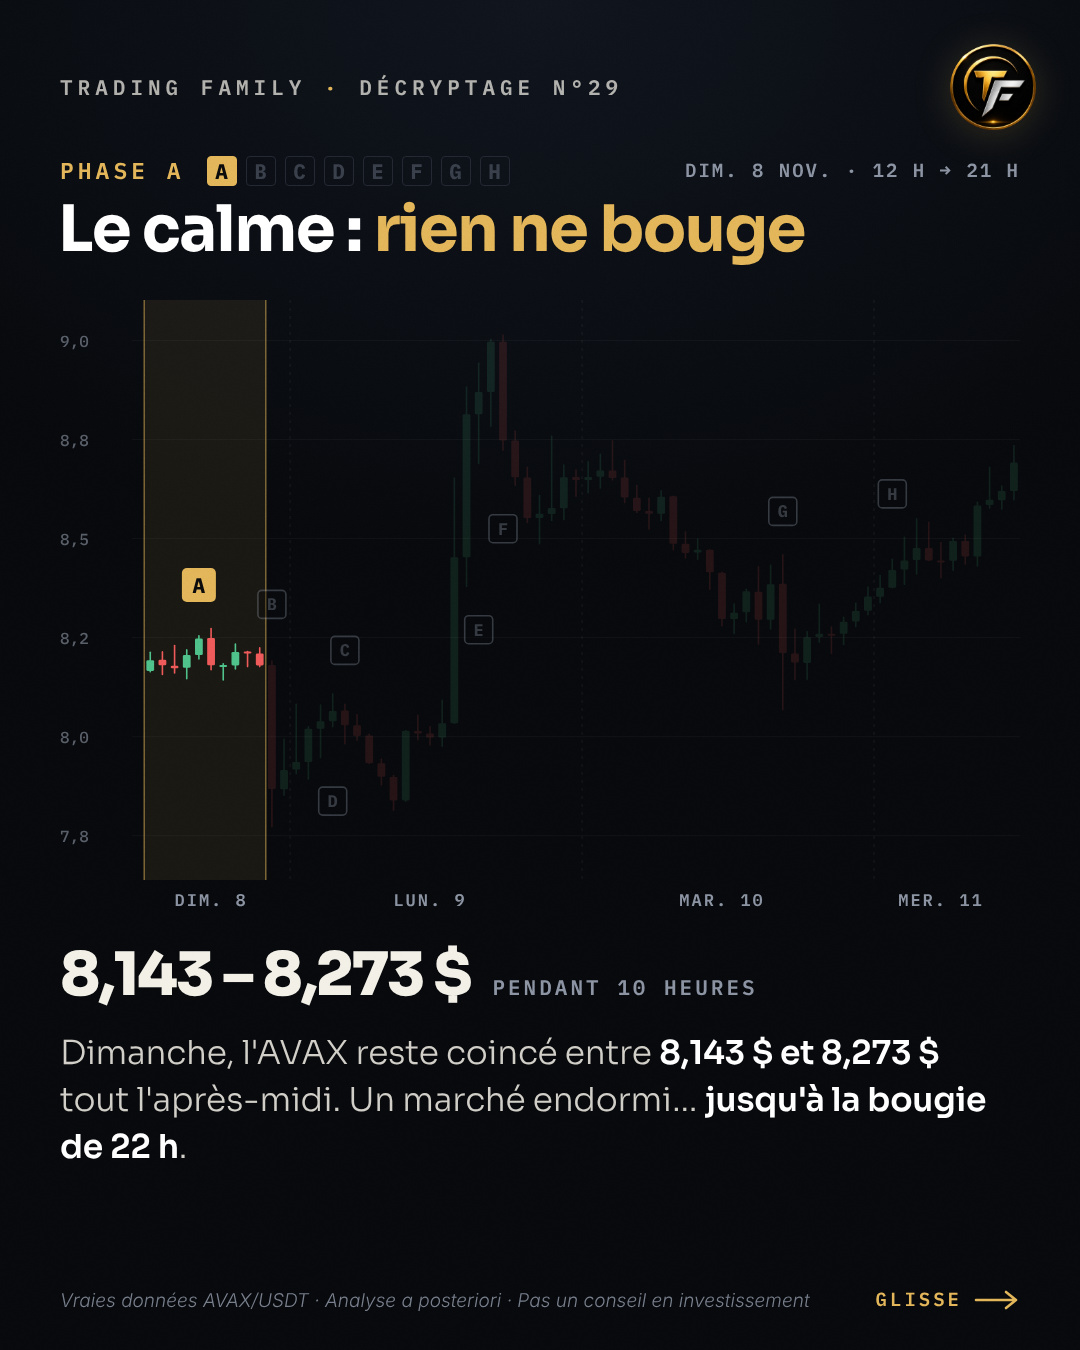 TRADING FAMILY · DÉCRYPTAGE N°29
TF
PHASE A A B C D E F G H
DIM. 8 NOV. · 12 H → 21 H
Le calme : rien ne bouge
9,0
8,8
8,5
8,2
8,0
7,8
A
B
C
D
E
F
G
H
DIM. 8 LUN. 9 MAR. 10 MER. 11
8,143 – 8,273 $ PENDANT 10 HEURES
Dimanche, l'AVAX reste coincé entre 8,143 $ et 8,273 $
tout l'après-midi. Un marché endormi... jusqu'à la bougie
de 22 h.
Vraies données AVAX/USDT · Analyse a posteriori · Pas un conseil en investissement
GLISSE →